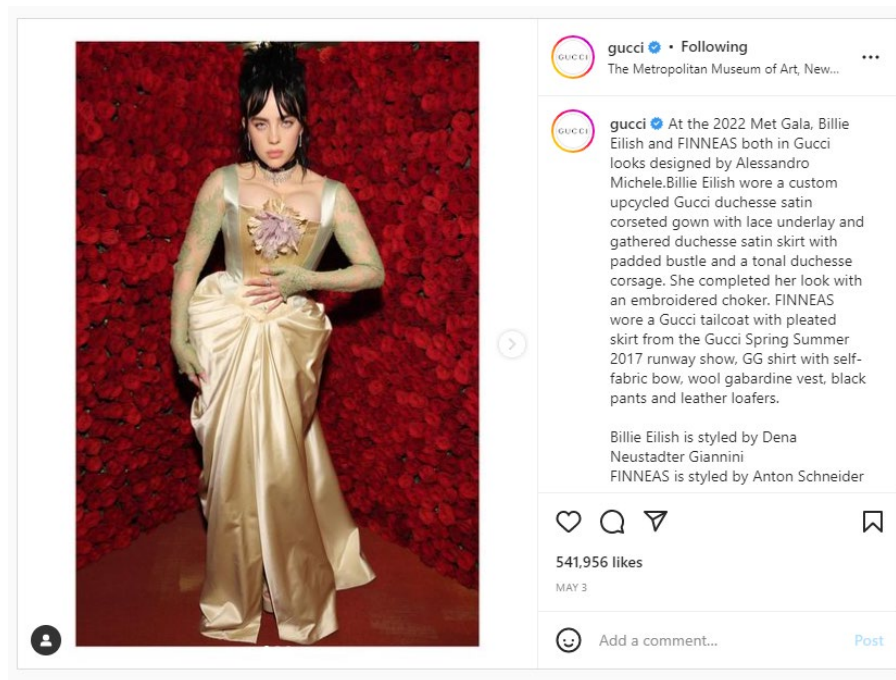 gucci • Following
The Metropolitan Museum of Art, New...
GUCCI
gucci At the 2022 Met Gala, Billie
Eilish and FINNEAS both in Gucci
looks designed by Alessandro
Michele.Billie Eilish wore a custom
upcycled Gucci duchesse satin
corseted gown with lace underlay and
gathered duchesse satin skirt with
padded bustle and a tonal duchesse
corsage. She completed her look with
an embroidered choker. FINNEAS
wore a Gucci tailcoat with pleated
skirt from the Gucci Spring Summer
2017 runway show, GG shirt with self-
fabric bow, wool gabardine vest, black
pants and leather loafers.
GUCCI
Billie Eilish is styled by Dena
Neustadter Giannini
FINNEAS is styled by Anton Schneider
541,956 likes
MAY 3
Add a comment...
Post